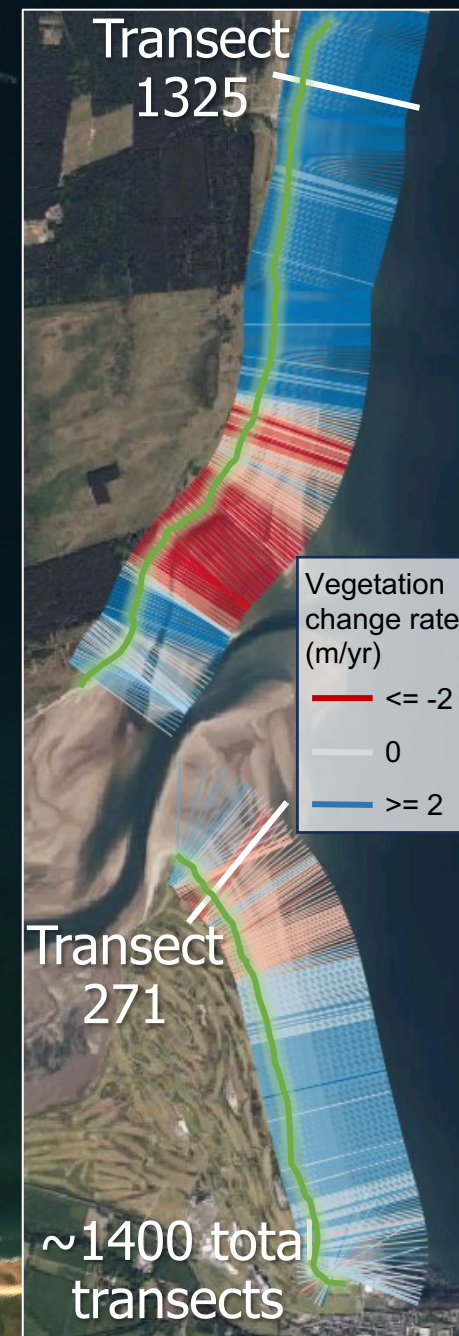 Transect
1325
Vegetation
change rate
(m/yr)
<= -2
0
>= 2
Transect
271
~1400 total
transects